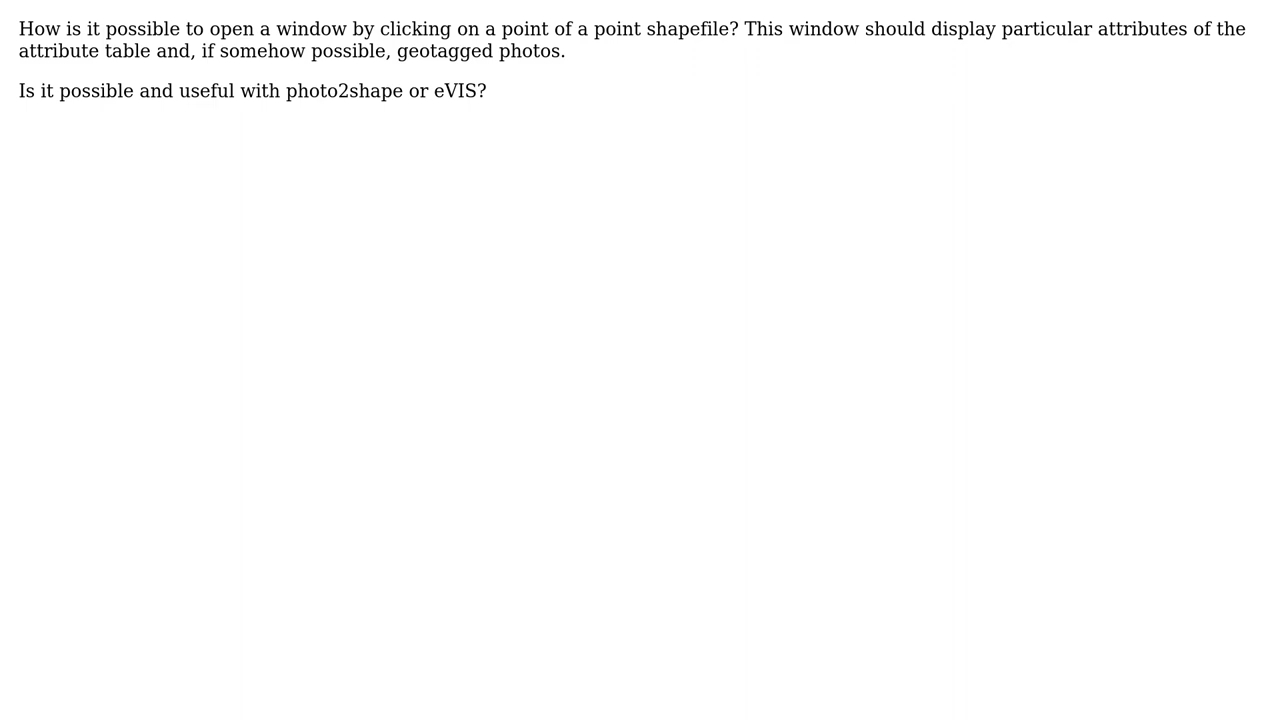 How is it possible to open a window by clicking on a point of a point shapefile? This window should display particular attributes of the
attribute table and, if somehow possible, geotagged photos.
Is it possible and useful with photo2shape or eVIS?